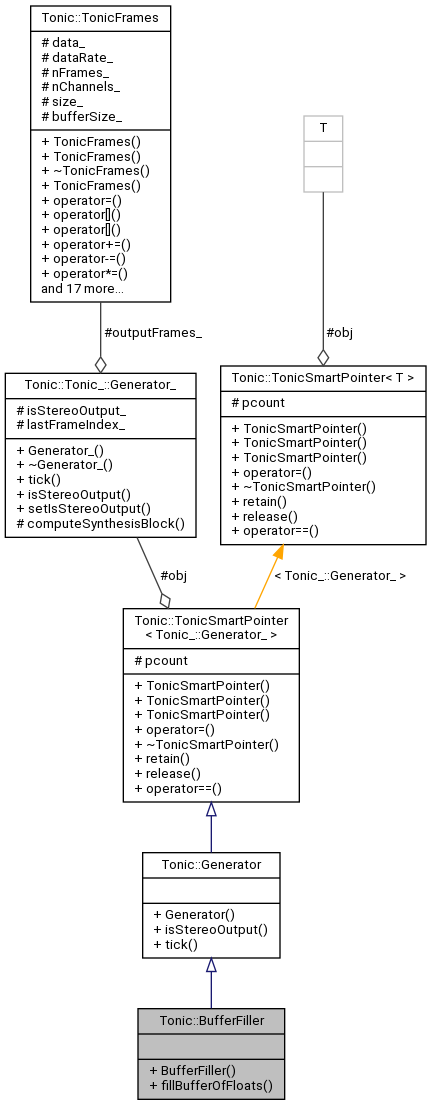 Tonic::TonicFrames
# data_
# dataRate_
# nFrames_
# nChannels_
# size_
# bufferSize_
+ TonicFrames()
+ TonicFrames()
+ ~TonicFrames()
+ TonicFrames()
+ operator=()
+ operator[]()
+ operator[]()
+ operator+=()
+ operator-=()
+ operator*=()
and 17 more...
T
#outputFrames_
#obj
Tonic::Tonic_::Generator_
# isStereoOutput_
# lastFrameIndex_
+ Generator_()
+ ~Generator_()
+ tick()
+ isStereoOutput()
+ setIsStereoOutput()
# computeSynthesisBlock()
Tonic::TonicSmartPointer< T >
# pcount
+ TonicSmartPointer()
+ TonicSmartPointer()
+ TonicSmartPointer()
+ operator=()
+ ~TonicSmartPointer()
+ retain()
+ release()
+ operator==()
#obj
< Tonic_::Generator_ >
Tonic::TonicSmartPointer
< Tonic_::Generator_ >
# pcount
+ TonicSmartPointer()
+ TonicSmartPointer()
+ TonicSmartPointer()
+ operator=()
+ ~TonicSmartPointer()
+ retain()
+ release()
+ operator==()
Tonic::Generator
+ Generator()
+ isStereoOutput()
+ tick()
Tonic::BufferFiller
+ BufferFiller()
+ fillBufferOfFloats()